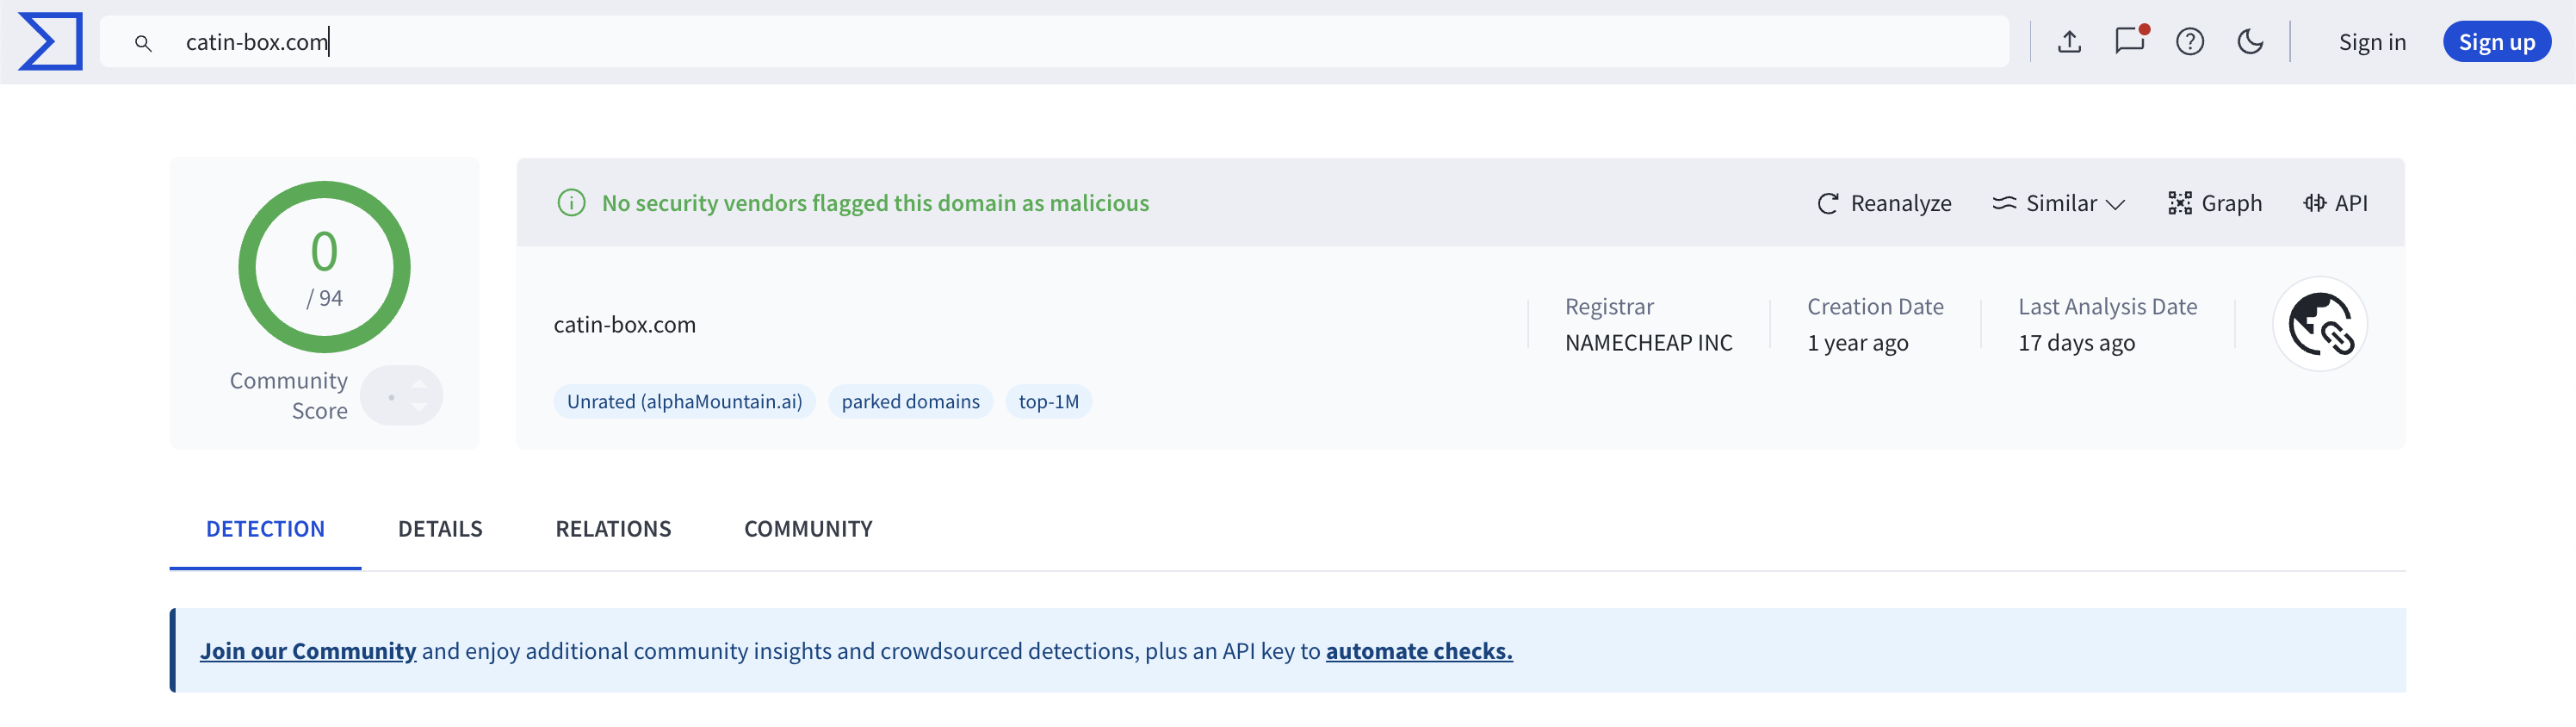 catin-box.com
Sign in
Sign up
0
/ 94
Community
Score
No security vendors flagged this domain as malicious
Reanalyze
Similar
Graph
API
catin-box.com
Registrar
NAMECHEAP INC
Creation Date
1 year ago
Last Analysis Date
17 days ago
Unrated (alphaMountain.ai)
parked domains
top-1M
DETECTION
DETAILS
RELATIONS
COMMUNITY
Join our Community and enjoy additional community insights and crowdsourced detections, plus an API key to automate checks.